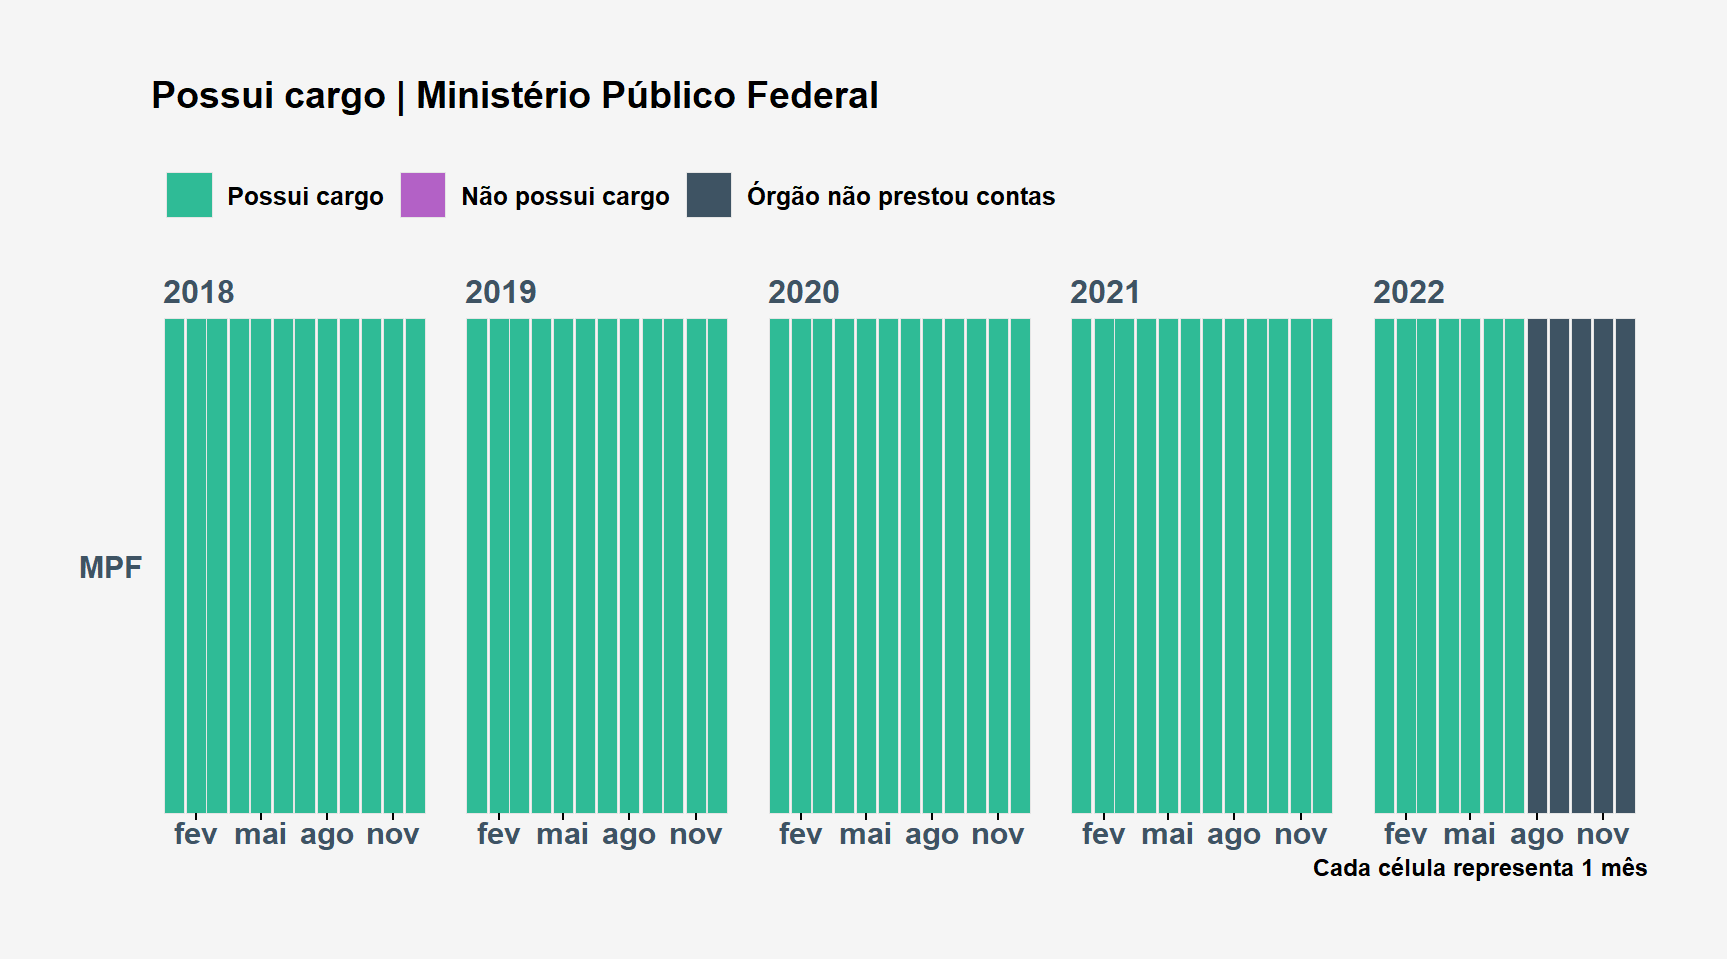 Possui cargo | Ministério Público Federal
Possui cargo Não possui cargo Órgão não prestou contas
2018 2019 2020 2021 2022
MPF
fev mai ago nov fev mai ago nov fev mai ago nov fev mai ago nov fev mai ago nov
Cada célula representa 1 mês